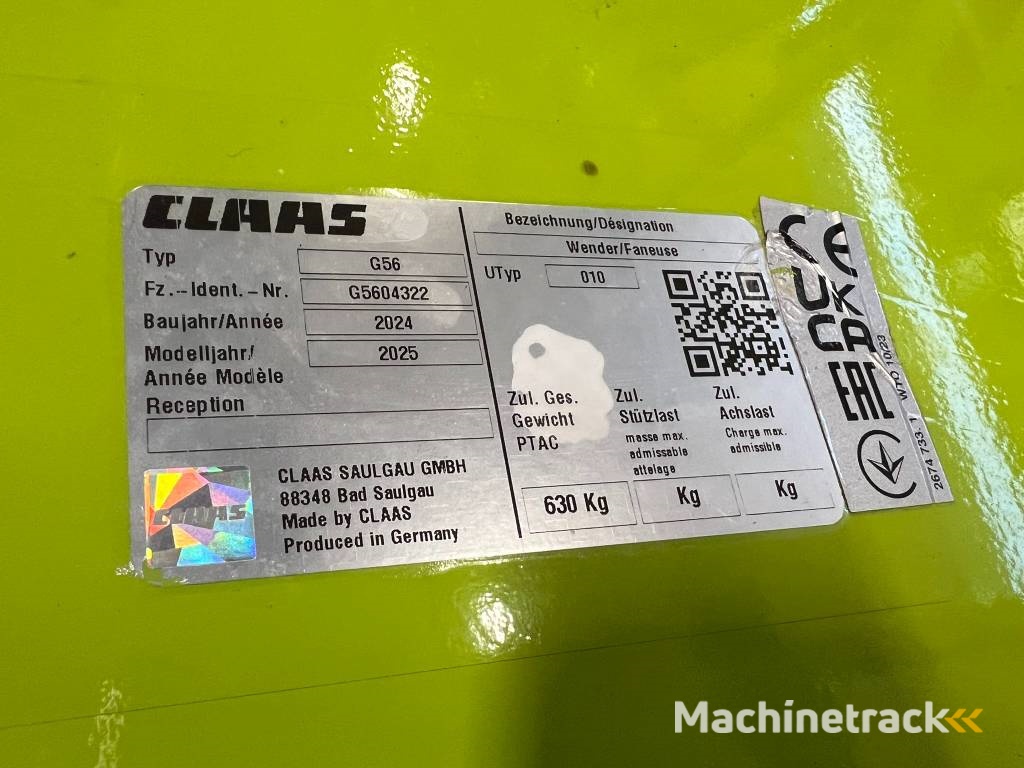 CLAAS
Typ G56
Fz.-Ident.-Nr. G5604322
Baujahr/Année 2024
Modelljahr/ 2025
Année Modèle
Reception
CLAAS
CLAAS SAULGAU GMBH
88348 Bad Saulgau
Made by CLAAS
Produced in Germany
Bezeichnung/Désignation
Wender/Faneuse
UTyp 010
Zul. Ges.
Gewicht
PTAC
630 Kg
Zul.
Stützlast
masse max.
admissable
attelage
Kg
Zul.
Achslast
Charge max.
admissible
Kg
CE
UK
CA
EAC
2674 733. 1 WTO 10/23
Machinetrack